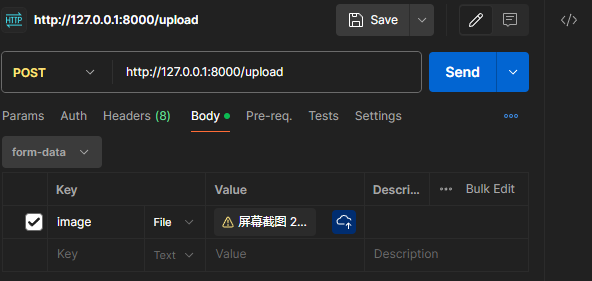 HTTP http://127.0.0.1:8000/upload Save
POST http://127.0.0.1:8000/upload Send
Params Auth Headers (8) Body Pre-req. Tests Settings
form-data
Key Value Descri... Bulk Edit
image File 屏幕截图 2...
Key Text Value Description